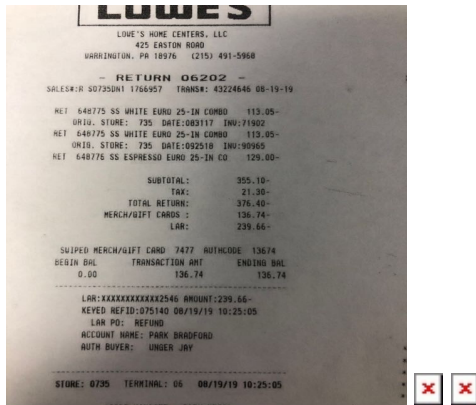 LOWE'S
LOWE'S HOME CENTERS, LLC
425 EASTON ROAD
WARRINGTON, PA 18976 (215) 491-5968
- RETURN 06202 -
SALES#:R S0735DN1 1766957 TRANS#: 43224646 08-19-19
RET 648775 SS WHITE EURO 25-IN COMBO 113.05-
ORIG. STORE: 735 DATE:083117 INV:71902
RET 648775 SS WHITE EURO 25-IN COMBO 113.05-
ORIG. STORE: 735 DATE:092518 INV:90965
RET 648776 SS ESPRESSO EURO 25-IN CO 129.00-
SUBTOTAL: 355.10-
TAX: 21.30-
TOTAL RETURN: 376.40-
MERCH/GIFT CARDS : 136.74-
LAR: 239.66-
SWIPED MERCH/GIFT CARD 7477 AUTHCODE 13674
BEGIN BAL TRANSACTION AMT ENDING BAL
0.00 136.74 136.74
LAR:XXXXXXXXXXXX2546 AMOUNT:239.66-
KEYED REFID:075140 08/19/19 10:25:05
LAR PO: REFUND
ACCOUNT NAME: PARK BRADFORD
AUTH BUYER: UNGER JAY
STORE: 0735 TERMINAL: 06 08/19/19 10:25:05